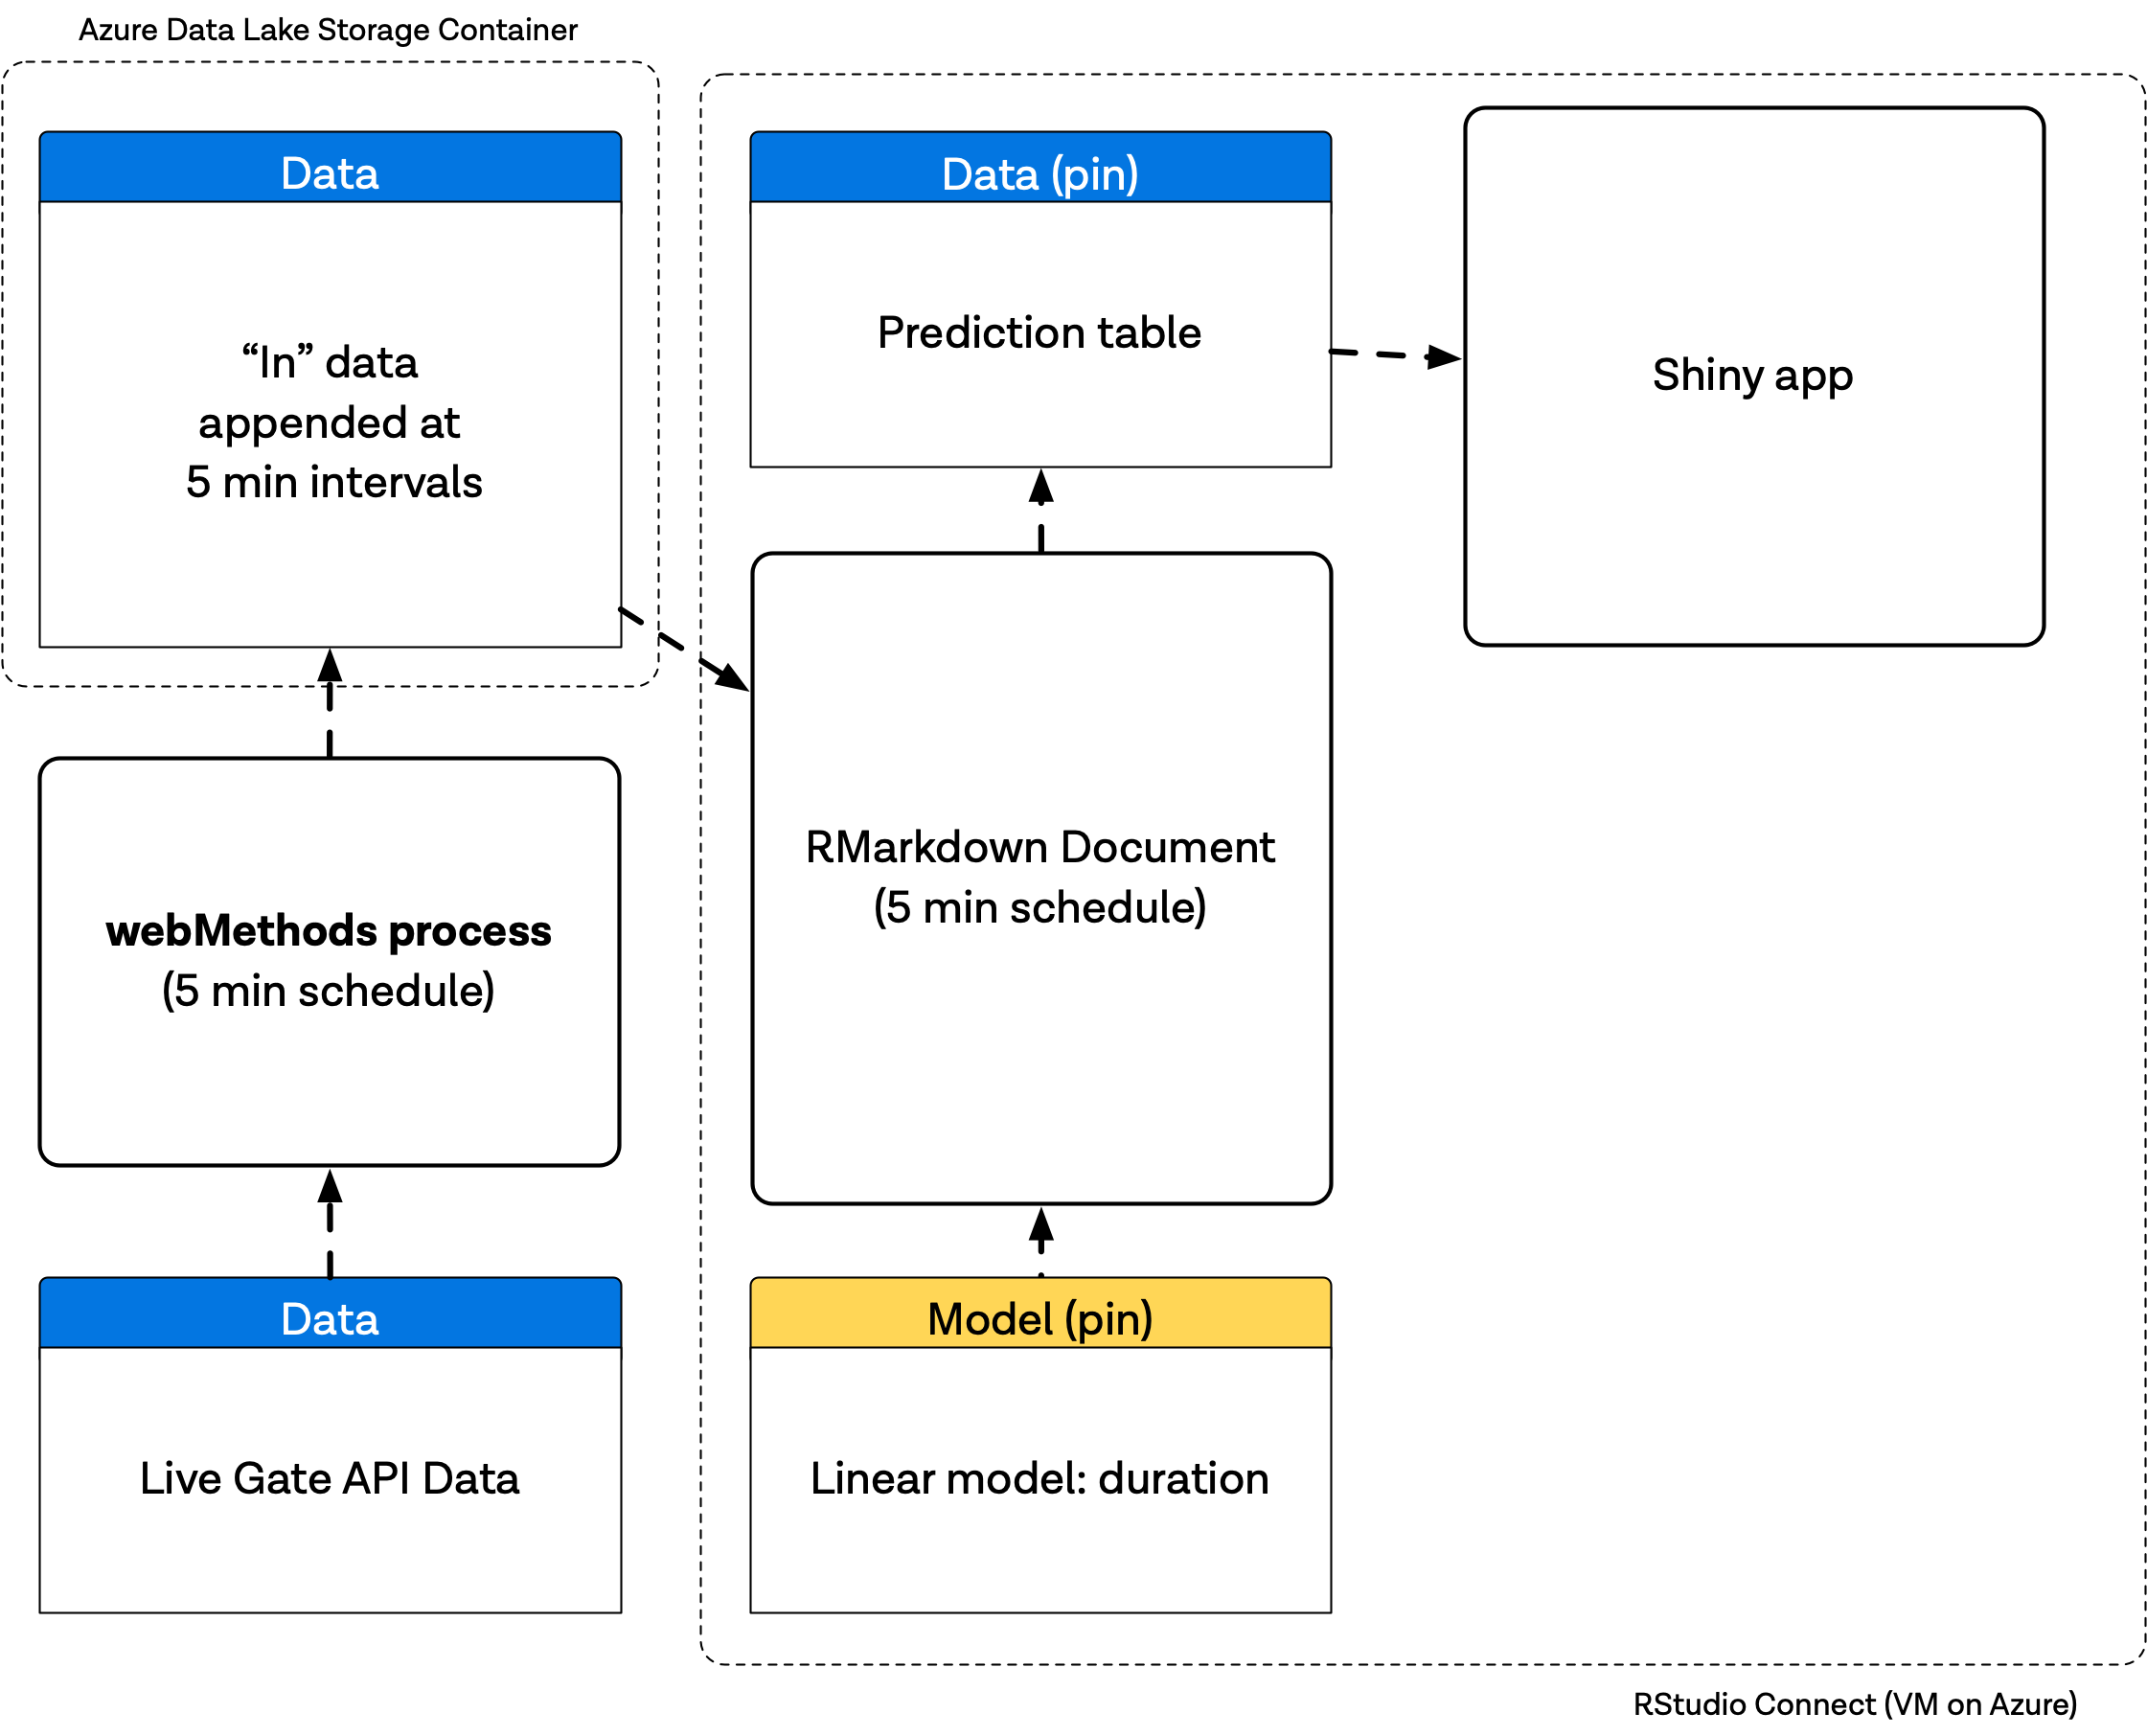 Azure Data Lake Storage Container
Data
“In” data
appended at
5 min intervals
webMethods process
(5 min schedule)
Data
Live Gate API Data
Data (pin)
Prediction table
Shiny app
RMarkdown Document
(5 min schedule)
Model (pin)
Linear model: duration
RStudio Connect (VM on Azure)